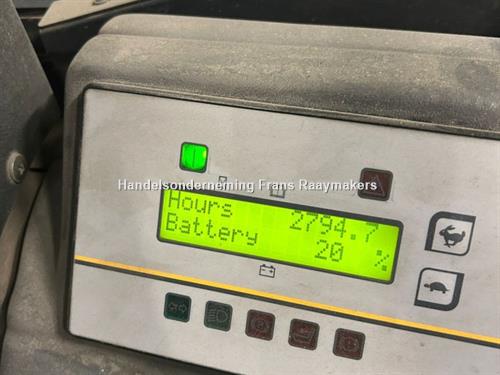 Handelsonderneming Frans Raaymakers
Hours 2794.7
Battery 20 %